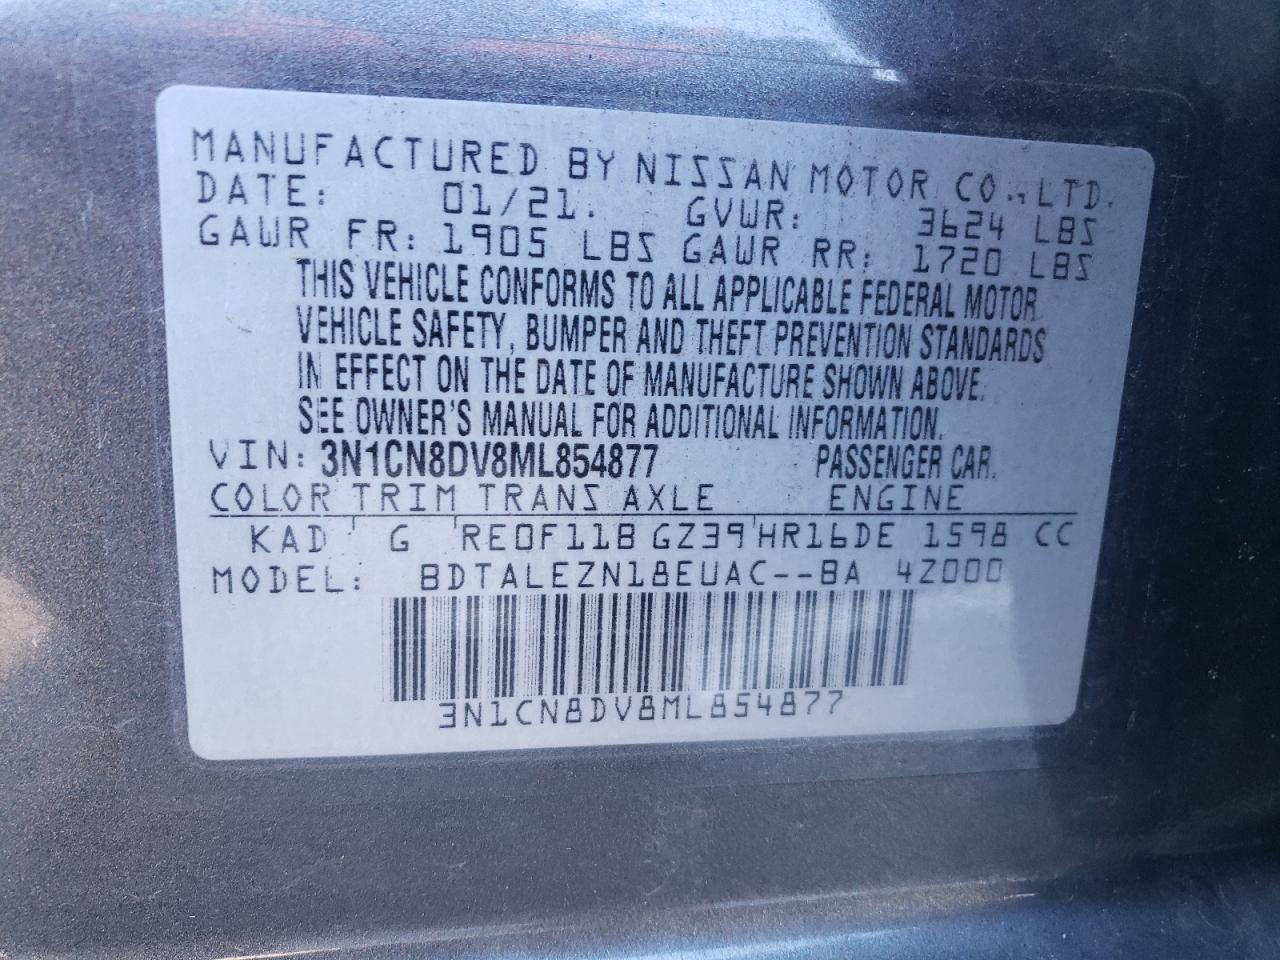 MANUFACTURED BY NISSAN MOTOR CO.,LTD.
DATE: 01/21. GVWR: 3624 LBS
GAWR FR: 1905 LBS GAWR RR: 1720 LBS
THIS VEHICLE CONFORMS TO ALL APPLICABLE FEDERAL MOTOR
VEHICLE SAFETY, BUMPER AND THEFT PREVENTION STANDARDS
IN EFFECT ON THE DATE OF MANUFACTURE SHOWN ABOVE.
SEE OWNER'S MANUAL FOR ADDITIONAL INFORMATION.
VIN: 3N1CN8DV8ML854877 PASSENGER CAR.
COLOR TRIM TRANS AXLE ENGINE
KAD ' G 'RE0F11B GZ39'HR16DE 1598 CC
MODEL: BDTALEZN18EUAC--BA 4Z000
3N1CN8DV8ML854877